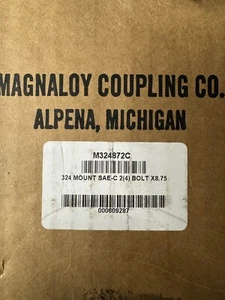 MAGNALOY COUPLING CO.
ALPENA, MICHIGAN
M324872C
324 MOUNT SAE-C 2(4) BOLT X8.75
000609287